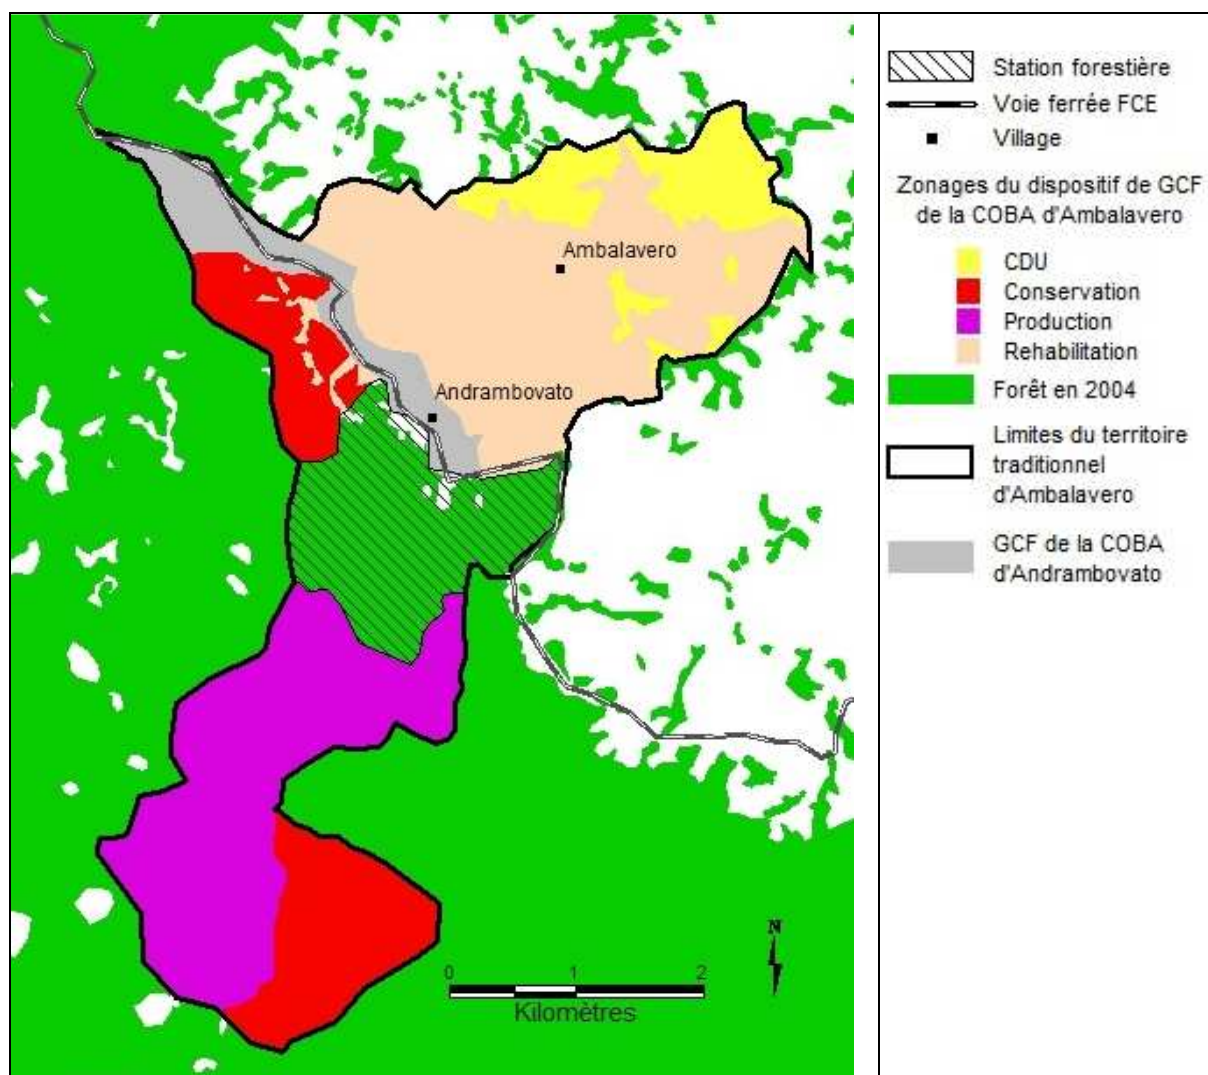 Ambalavero
Andrambovato
N
0 1 2
Kilomètres
Station forestière
Voie ferrée FCE
Village
Zonages du dispositif de GCF
de la COBA d'Ambalavero
CDU
Conservation
Production
Rehabilitation
Forêt en 2004
Limites du territoire
traditionnel
d'Ambalavero
GCF de la COBA
d'Andrambovato